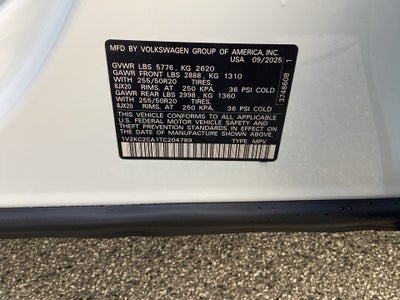 MFD BY VOLKSWAGEN GROUP OF AMERICA, INC.
USA 09/2025
GVWR LBS 5776, KG 2620
GAWR FRONT LBS 2888, KG 1310
WITH 255/50R20 TIRES,
8JX20 RIMS, AT 250 KPA, 36 PSI COLD
GAWR REAR LBS 2998, KG 1360
WITH 255/50R20 TIRES,
8JX20 RIMS, AT 250 KPA, 36 PSI COLD
THIS VEHICLE CONFORMS TO ALL APPLICABLE
U.S. FEDERAL MOTOR VEHICLE SAFETY
STANDARDS IN EFFECT ON THE
DATE OF MANUFACTURE SHOWN ABOVE.
1V2KC2CA1TC204789 TYPE: MPV
3748608 1